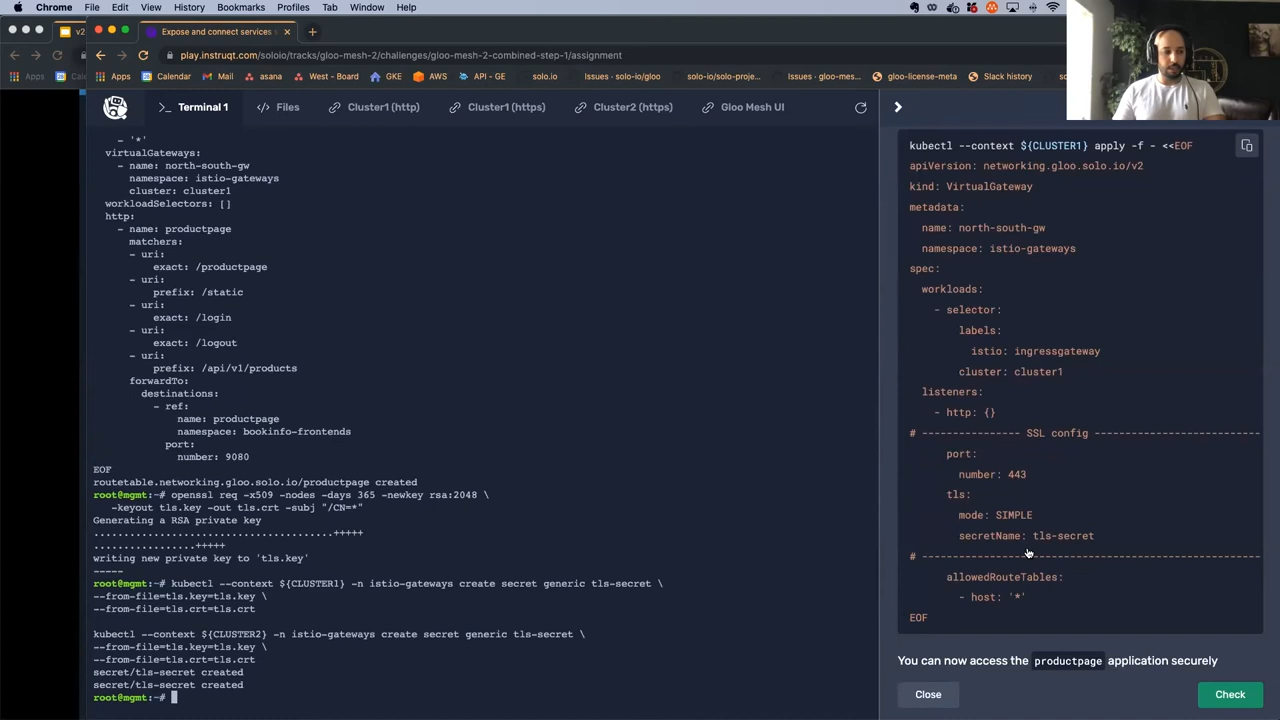 Chrome File Edit View History Bookmarks Profiles Tab Window Help
v2
Expose and connect services
play.instruqt.com/soloio/tracks/gloo-mesh-2/challenges/gloo-mesh-2-combined-step-1/assignment
Apps
Apps Calendar Mail asana West - Board GKE AWS API - GE solo.io Issues · solo-io/gloo solo-io/solo-proje... Issues · gloo-mes... gloo-license-meta Slack history
Terminal 1 Files Cluster1 (http) Cluster1 (https) Cluster2 (https) Gloo Mesh UI
- '*'
virtualGateways:
- name: north-south-gw
namespace: istio-gateways
cluster: cluster1
workloadSelectors: []
http:
- name: productpage
matchers:
- uri:
exact: /productpage
- uri:
prefix: /static
- uri:
exact: /login
- uri:
exact: /logout
- uri:
prefix: /api/v1/products
forwardTo:
destinations:
- ref:
name: productpage
namespace: bookinfo-frontends
port:
number: 9080
EOF
routetable.networking.gloo.solo.io/productpage created
root@mgmt:~# openssl req -x509 -nodes -days 365 -newkey rsa:2048 \
-keyout tls.key -out tls.crt -subj "/CN=*"
Generating a RSA private key
........................................+++++
.................+++++
writing new private key to 'tls.key'
-----
root@mgmt:~# kubectl --context ${CLUSTER1} -n istio-gateways create secret generic tls-secret \
--from-file=tls.key=tls.key \
--from-file=tls.crt=tls.crt
kubectl --context ${CLUSTER2} -n istio-gateways create secret generic tls-secret \
--from-file=tls.key=tls.key \
--from-file=tls.crt=tls.crt
secret/tls-secret created
secret/tls-secret created
root@mgmt:~#
kubectl --context ${CLUSTER1} apply -f - <<EOF
apiVersion: networking.gloo.solo.io/v2
kind: VirtualGateway
metadata:
name: north-south-gw
namespace: istio-gateways
spec:
workloads:
- selector:
labels:
istio: ingressgateway
cluster: cluster1
listeners:
- http: {}
# --------------- SSL config ---------------------------
port:
number: 443
tls:
mode: SIMPLE
secretName: tls-secret
# -------------------------------------------------------
allowedRouteTables:
- host: '*'
EOF
You can now access the productpage application securely
Close Check